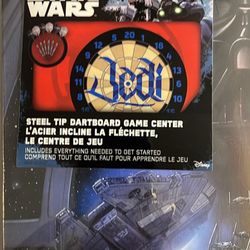 WARS
Jedi
STEEL TIP DARTBOARD GAME CENTER
L'ACIER INCLINE LA FLÉCHETTE,
LE CENTRE DE JEU
INCLUDES EVERYTHING NEEDED TO GET STARTED
COMPREND TOUT CE QU'IL FAUT POUR APPRENDRE LE JEU
Disney